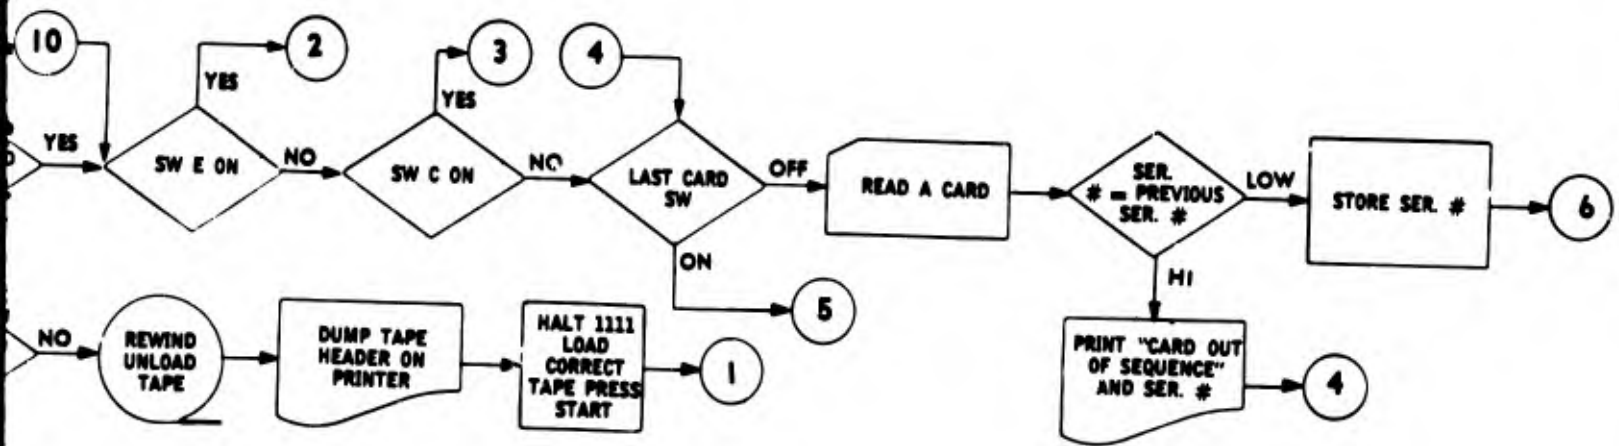 10
2
3
4
YES
YES
YES
SW E ON
NO
SW C ON
NO
LAST CARD
SW
OFF
READ A CARD
SER.
# = PREVIOUS
SER. #
LOW
STORE SER. #
6
ON
5
HI
NO
REWIND
UNLOAD
TAPE
DUMP TAPE
HEADER ON
PRINTER
HALT 1111
LOAD
CORRECT
TAPE PRESS
START
1
PRINT "CARD OUT
OF SEQUENCE"
AND SER. #
4